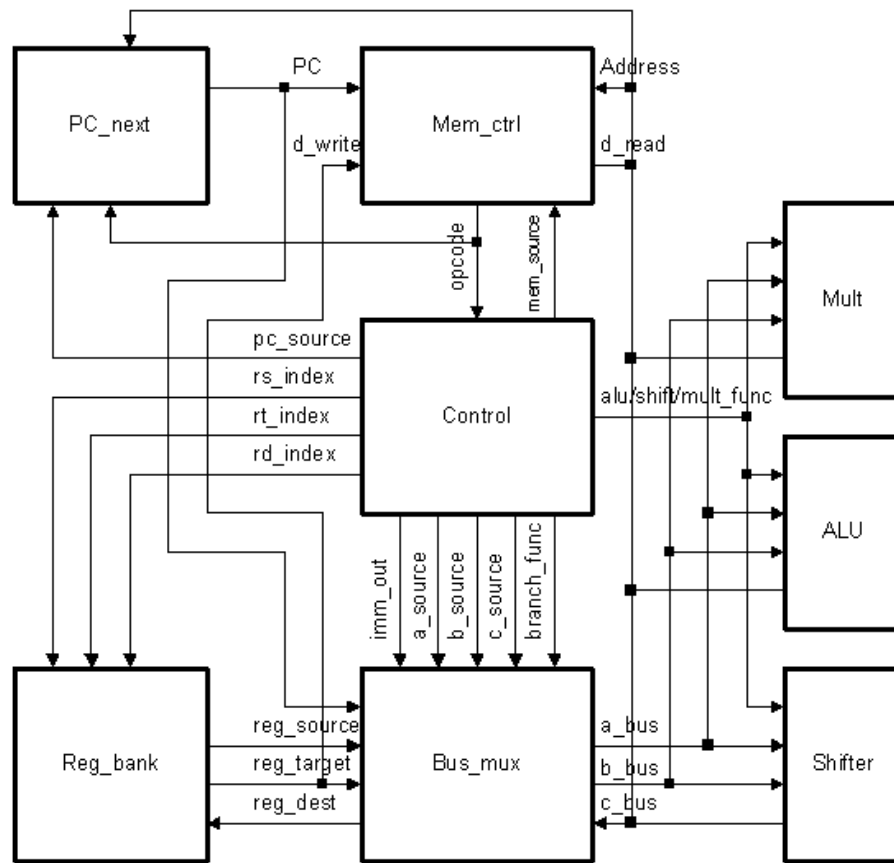 PC
Address
PC_next
Mem_ctrl
d_write
d_read
opcode
mem_source
Mult
pc_source
rs_index
rt_index
rd_index
Control
alu/shift/mult_func
ALU
imm_out
a_source
b_source
c_source
branch_func
reg_source
reg_target
reg_dest
Reg_bank
Bus_mux
a_bus
b_bus
c_bus
Shifter